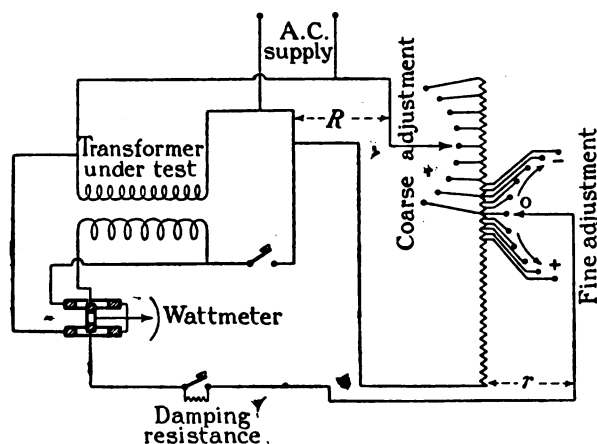 A.C.
supply
R
Coarse adjustment
Transformer
under test
-
o
+
Fine adjustment
Wattmeter
r
Damping
resistance